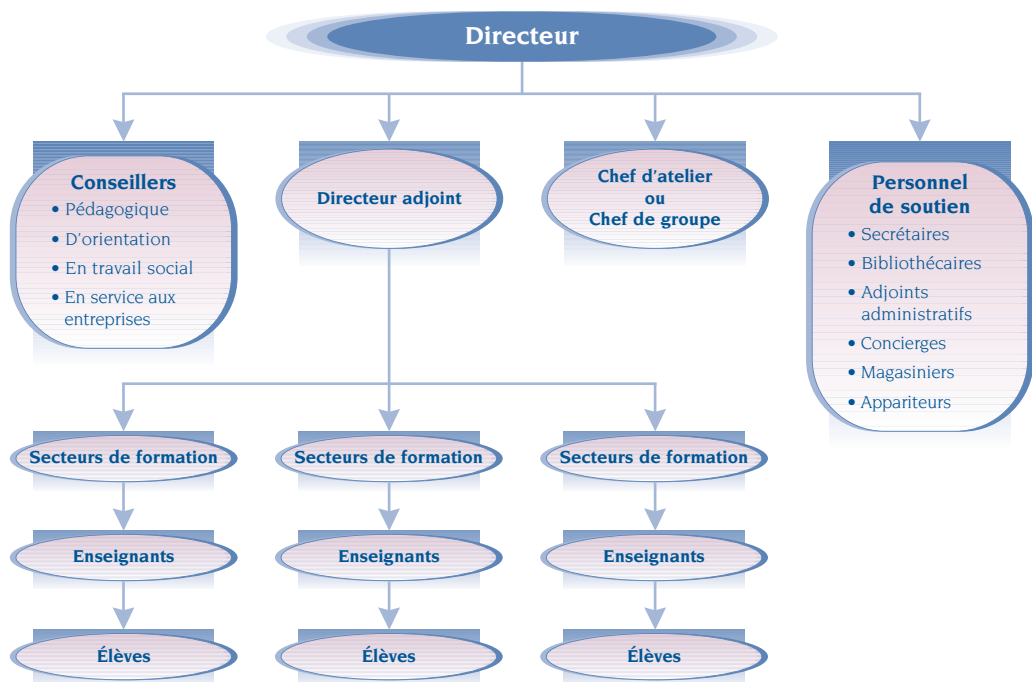 Directeur
Conseillers
• Pédagogique
• D'orientation
• En travail social
• En service aux
entreprises
Directeur adjoint
Chef d'atelier
ou
Chef de groupe
Personnel
de soutien
• Secrétaires
• Bibliothécaires
• Adjoints
administratifs
• Concierges
• Magasiniers
• Appariteurs
Secteurs de formation
Secteurs de formation
Secteurs de formation
Enseignants
Enseignants
Enseignants
Élèves
Élèves
Élèves